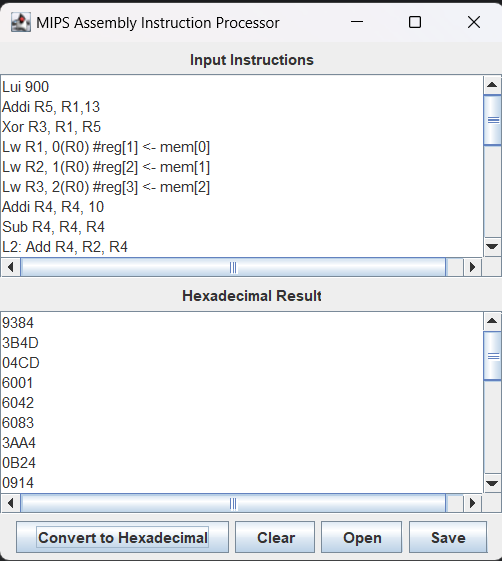 MIPS Assembly Instruction Processor
Input Instructions
Lui 900
Addi R5, R1,13
Xor R3, R1, R5
Lw R1, 0(R0) #reg[1] <- mem[0]
Lw R2, 1(R0) #reg[2] <- mem[1]
Lw R3, 2(R0) #reg[3] <- mem[2]
Addi R4, R4, 10
Sub R4, R4, R4
L2: Add R4, R2, R4
Hexadecimal Result
9384
3B4D
04CD
6001
6042
6083
3AA4
0B24
0914
Convert to Hexadecimal Clear Open Save